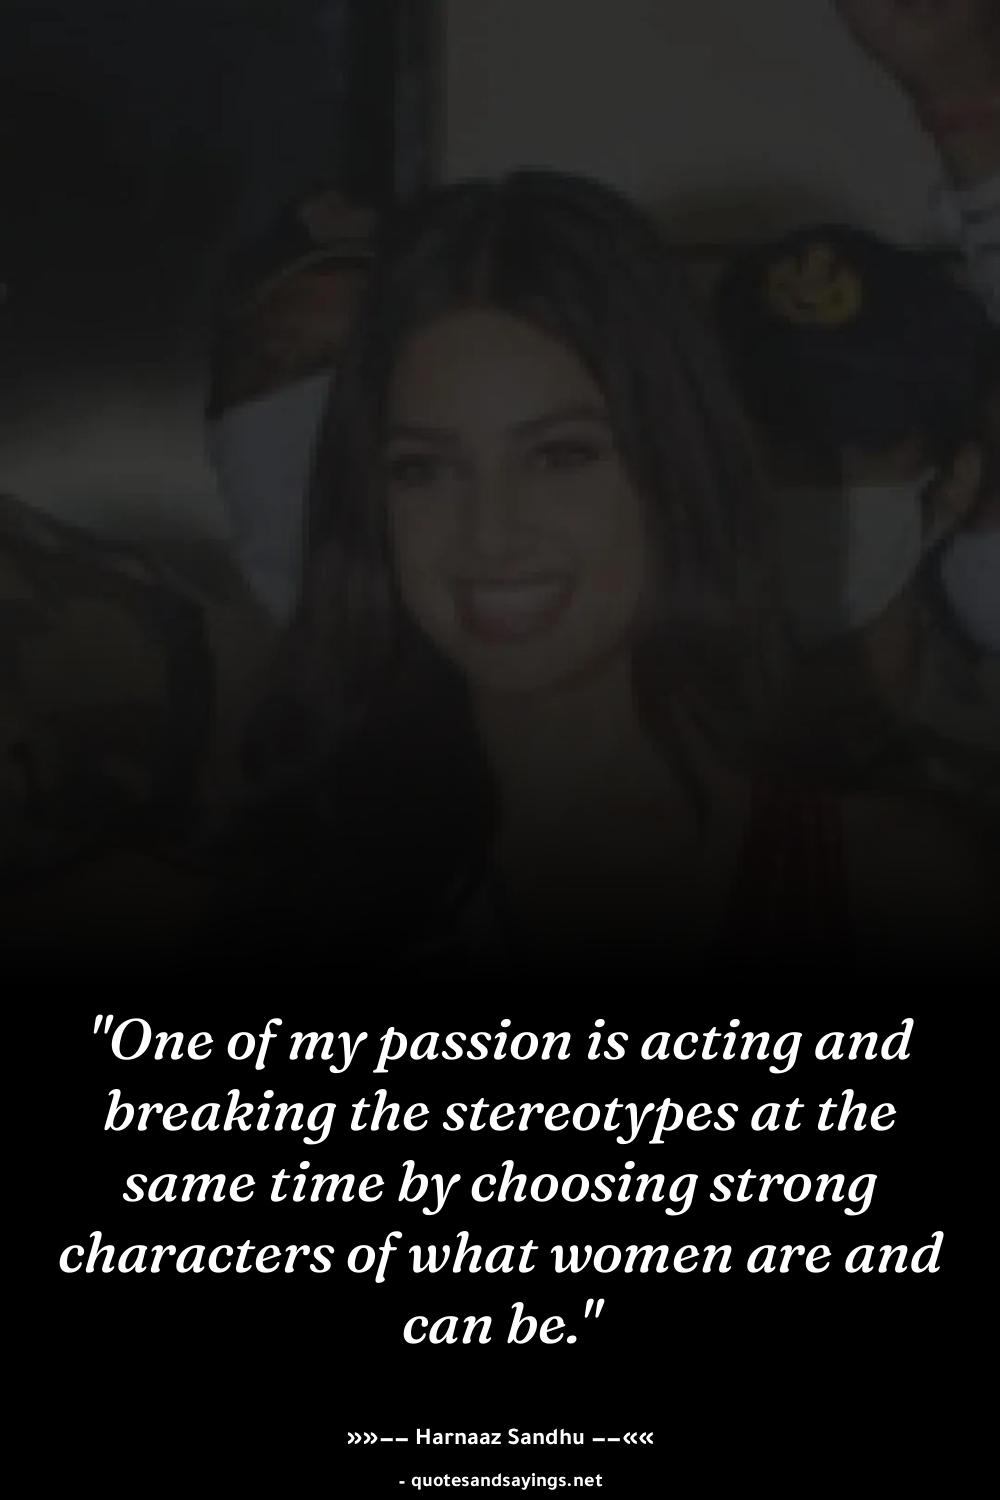 "One of my passion is acting and
breaking the stereotypes at the
same time by choosing strong
characters of what women are and
can be."
»»–– Harnaaz Sandhu ––««
- quotesandsayings.net